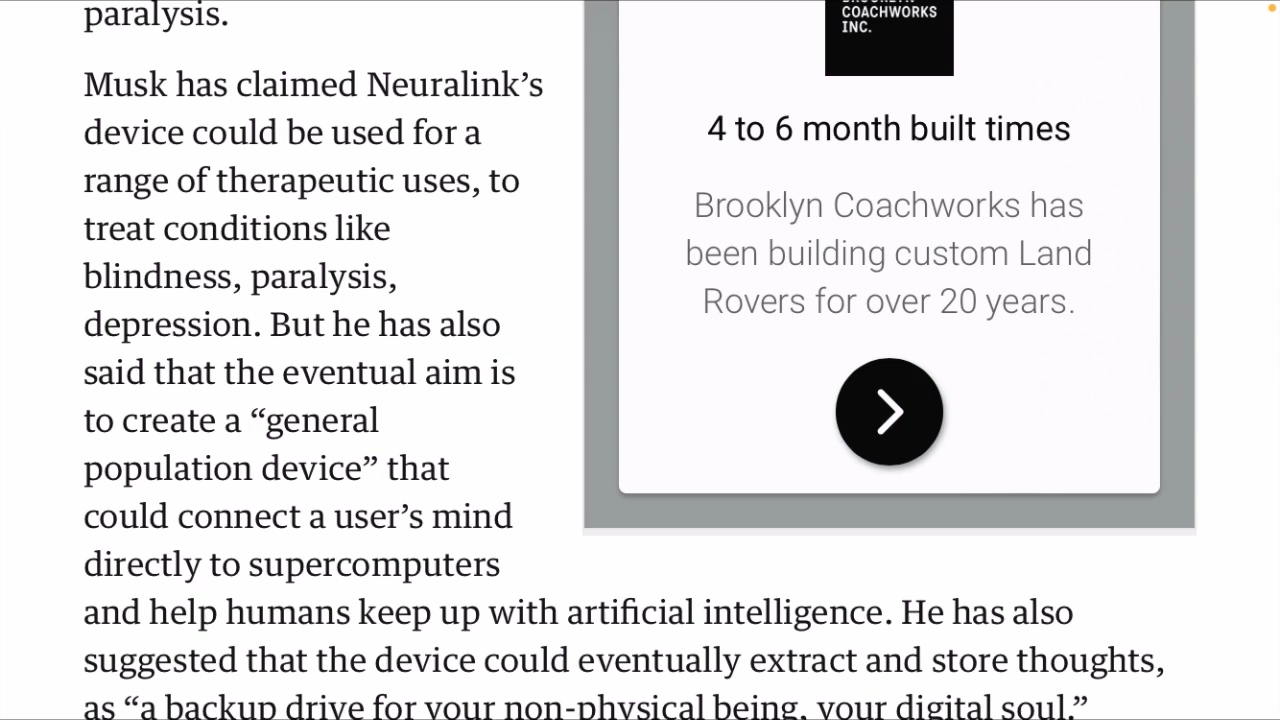 paralysis.
Musk has claimed Neuralink’s
device could be used for a
range of therapeutic uses, to
treat conditions like
blindness, paralysis,
depression. But he has also
said that the eventual aim is
to create a “general
population device” that
could connect a user’s mind
directly to supercomputers
and help humans keep up with artificial intelligence. He has also
suggested that the device could eventually extract and store thoughts,
as “a backup drive for your non-physical being, your digital soul.”
BROOKLYN
COACHWORKS
INC.
4 to 6 month built times
Brooklyn Coachworks has
been building custom Land
Rovers for over 20 years.